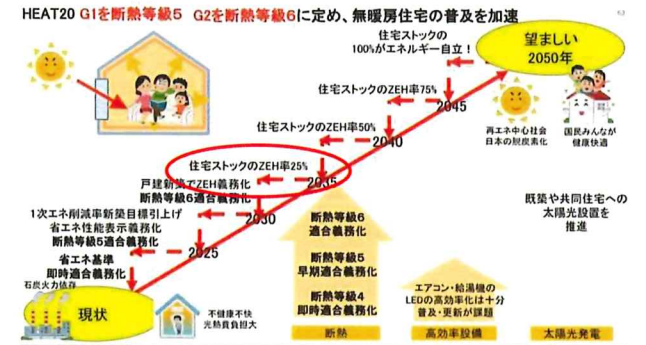 HEAT20 G1を断熱等級5 G2を断熱等級6に定め、無暖房住宅の普及を加速
望ましい
2050年
住宅ストックの
100%がエネルギー自立!
住宅ストックのZEH率75%
2045
再エネ中心社会
日本の脱炭素化
国民みんなが
健康快適
住宅ストックのZEH率50%
2040
住宅ストックのZEH率25%
2035
戸建新築でZEH義務化
断熱等級6適合義務化
2030
1次エネ削減率新築目標引上げ
省エネ性能表示義務化
断熱等級5適合義務化
2025
省エネ基準
即時適合義務化
石炭火力依存
現状
不健康不快
光熱費負担大
断熱等級6
適合義務化
断熱等級5
早期適合義務化
断熱等級4
即時適合義務化
断熱
エアコン・給湯機の
LEDの高効率化は十分
普及・更新が課題
高効率設備
既築や共同住宅への
太陽光設置を
推進
太陽光発電